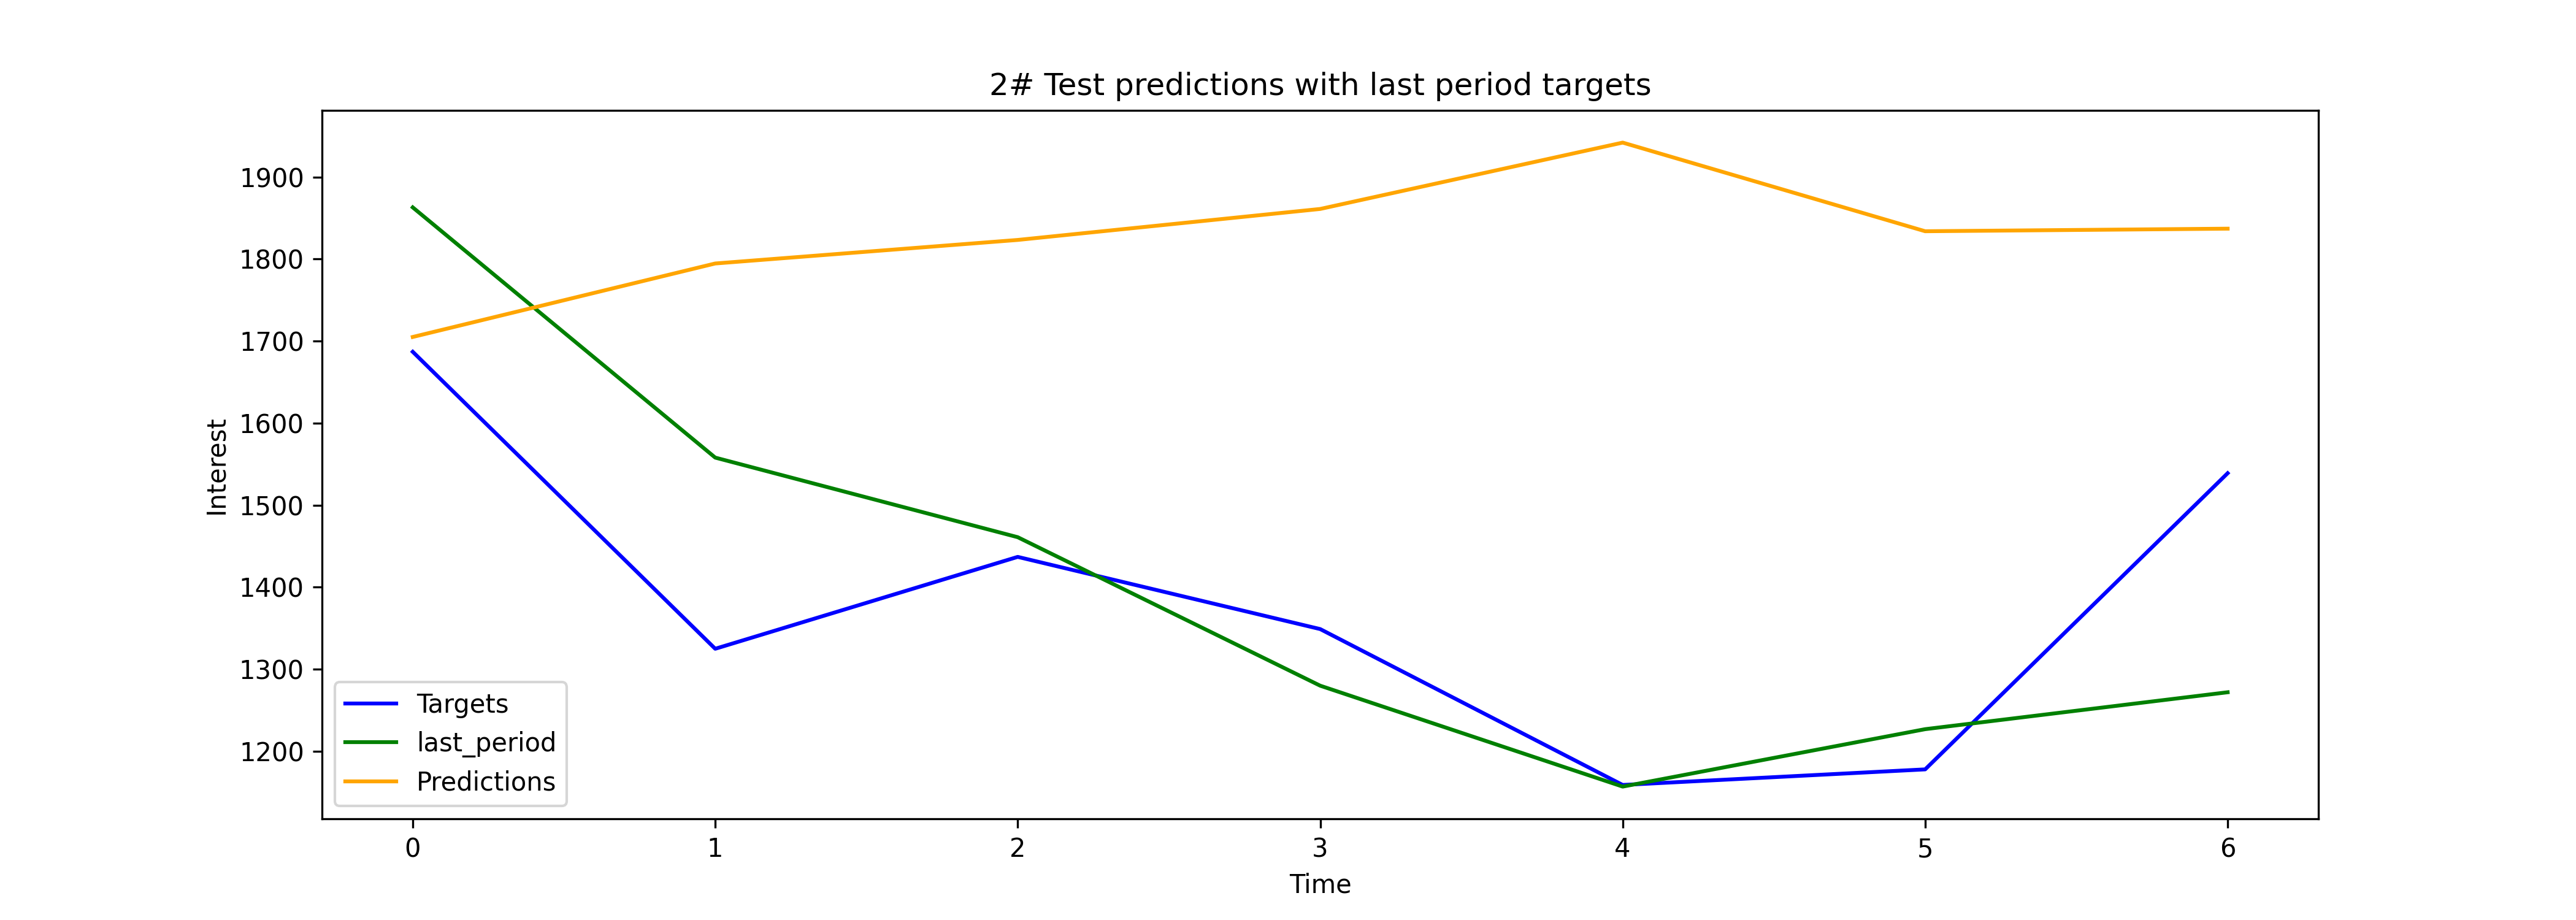 2# Test predictions with last period targets
Interest
1900
1800
1700
1600
1500
1400
1300
1200
Targets
last_period
Predictions
0 1 2 3 4 5 6
Time